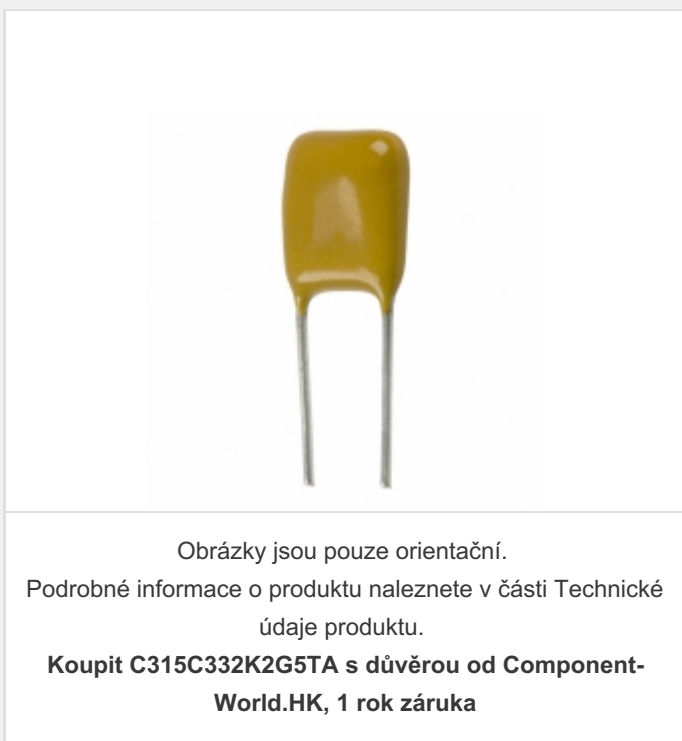 Obrázky jsou pouze orientační.
Podrobné informace o produktu naleznete v části Technické
údaje produktu.
Koupit C315C332K2G5TA s důvěrou od Component-
World.HK, 1 rok záruka